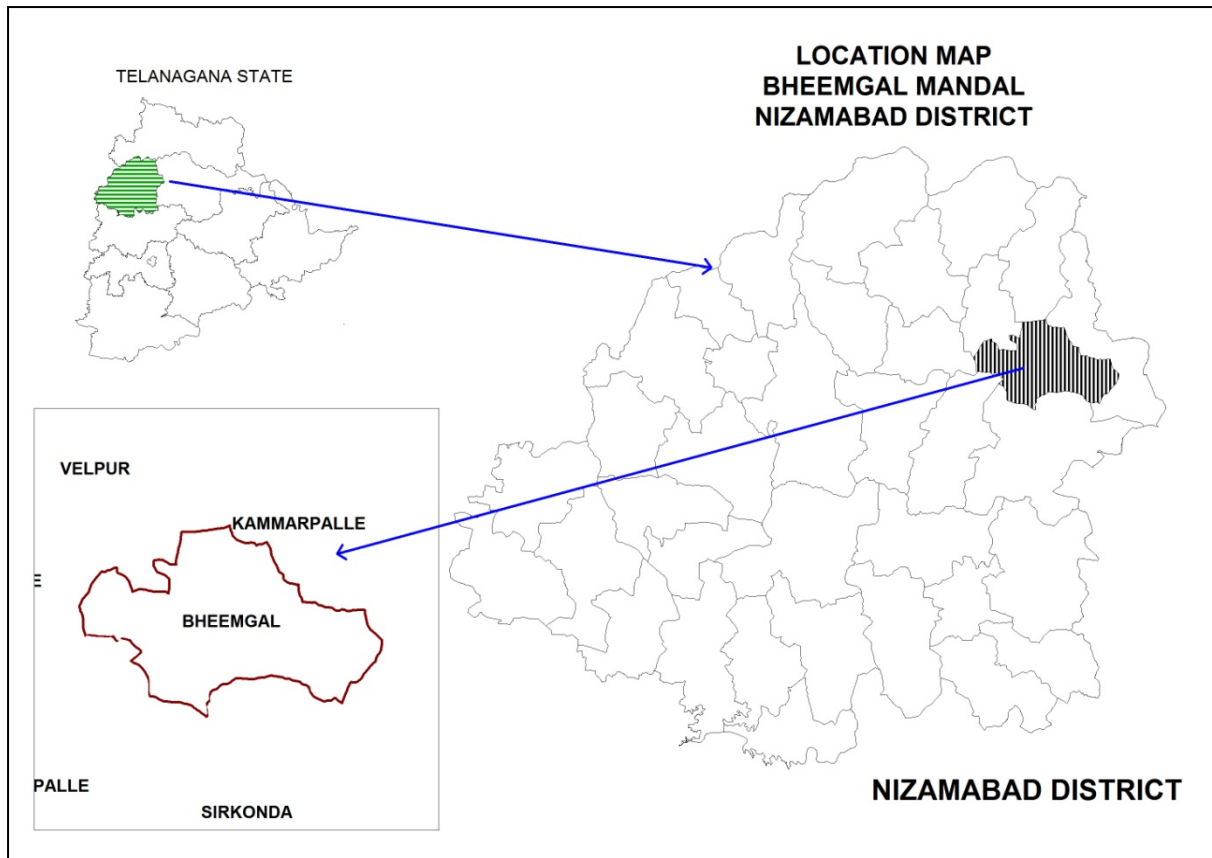 TELANAGANA STATE
LOCATION MAP
BHEEMGAL MANDAL
NIZAMABAD DISTRICT
VELPUR
KAMMARPALLE
E
BHEEMGAL
PALLE
SIRKONDA
NIZAMABAD DISTRICT